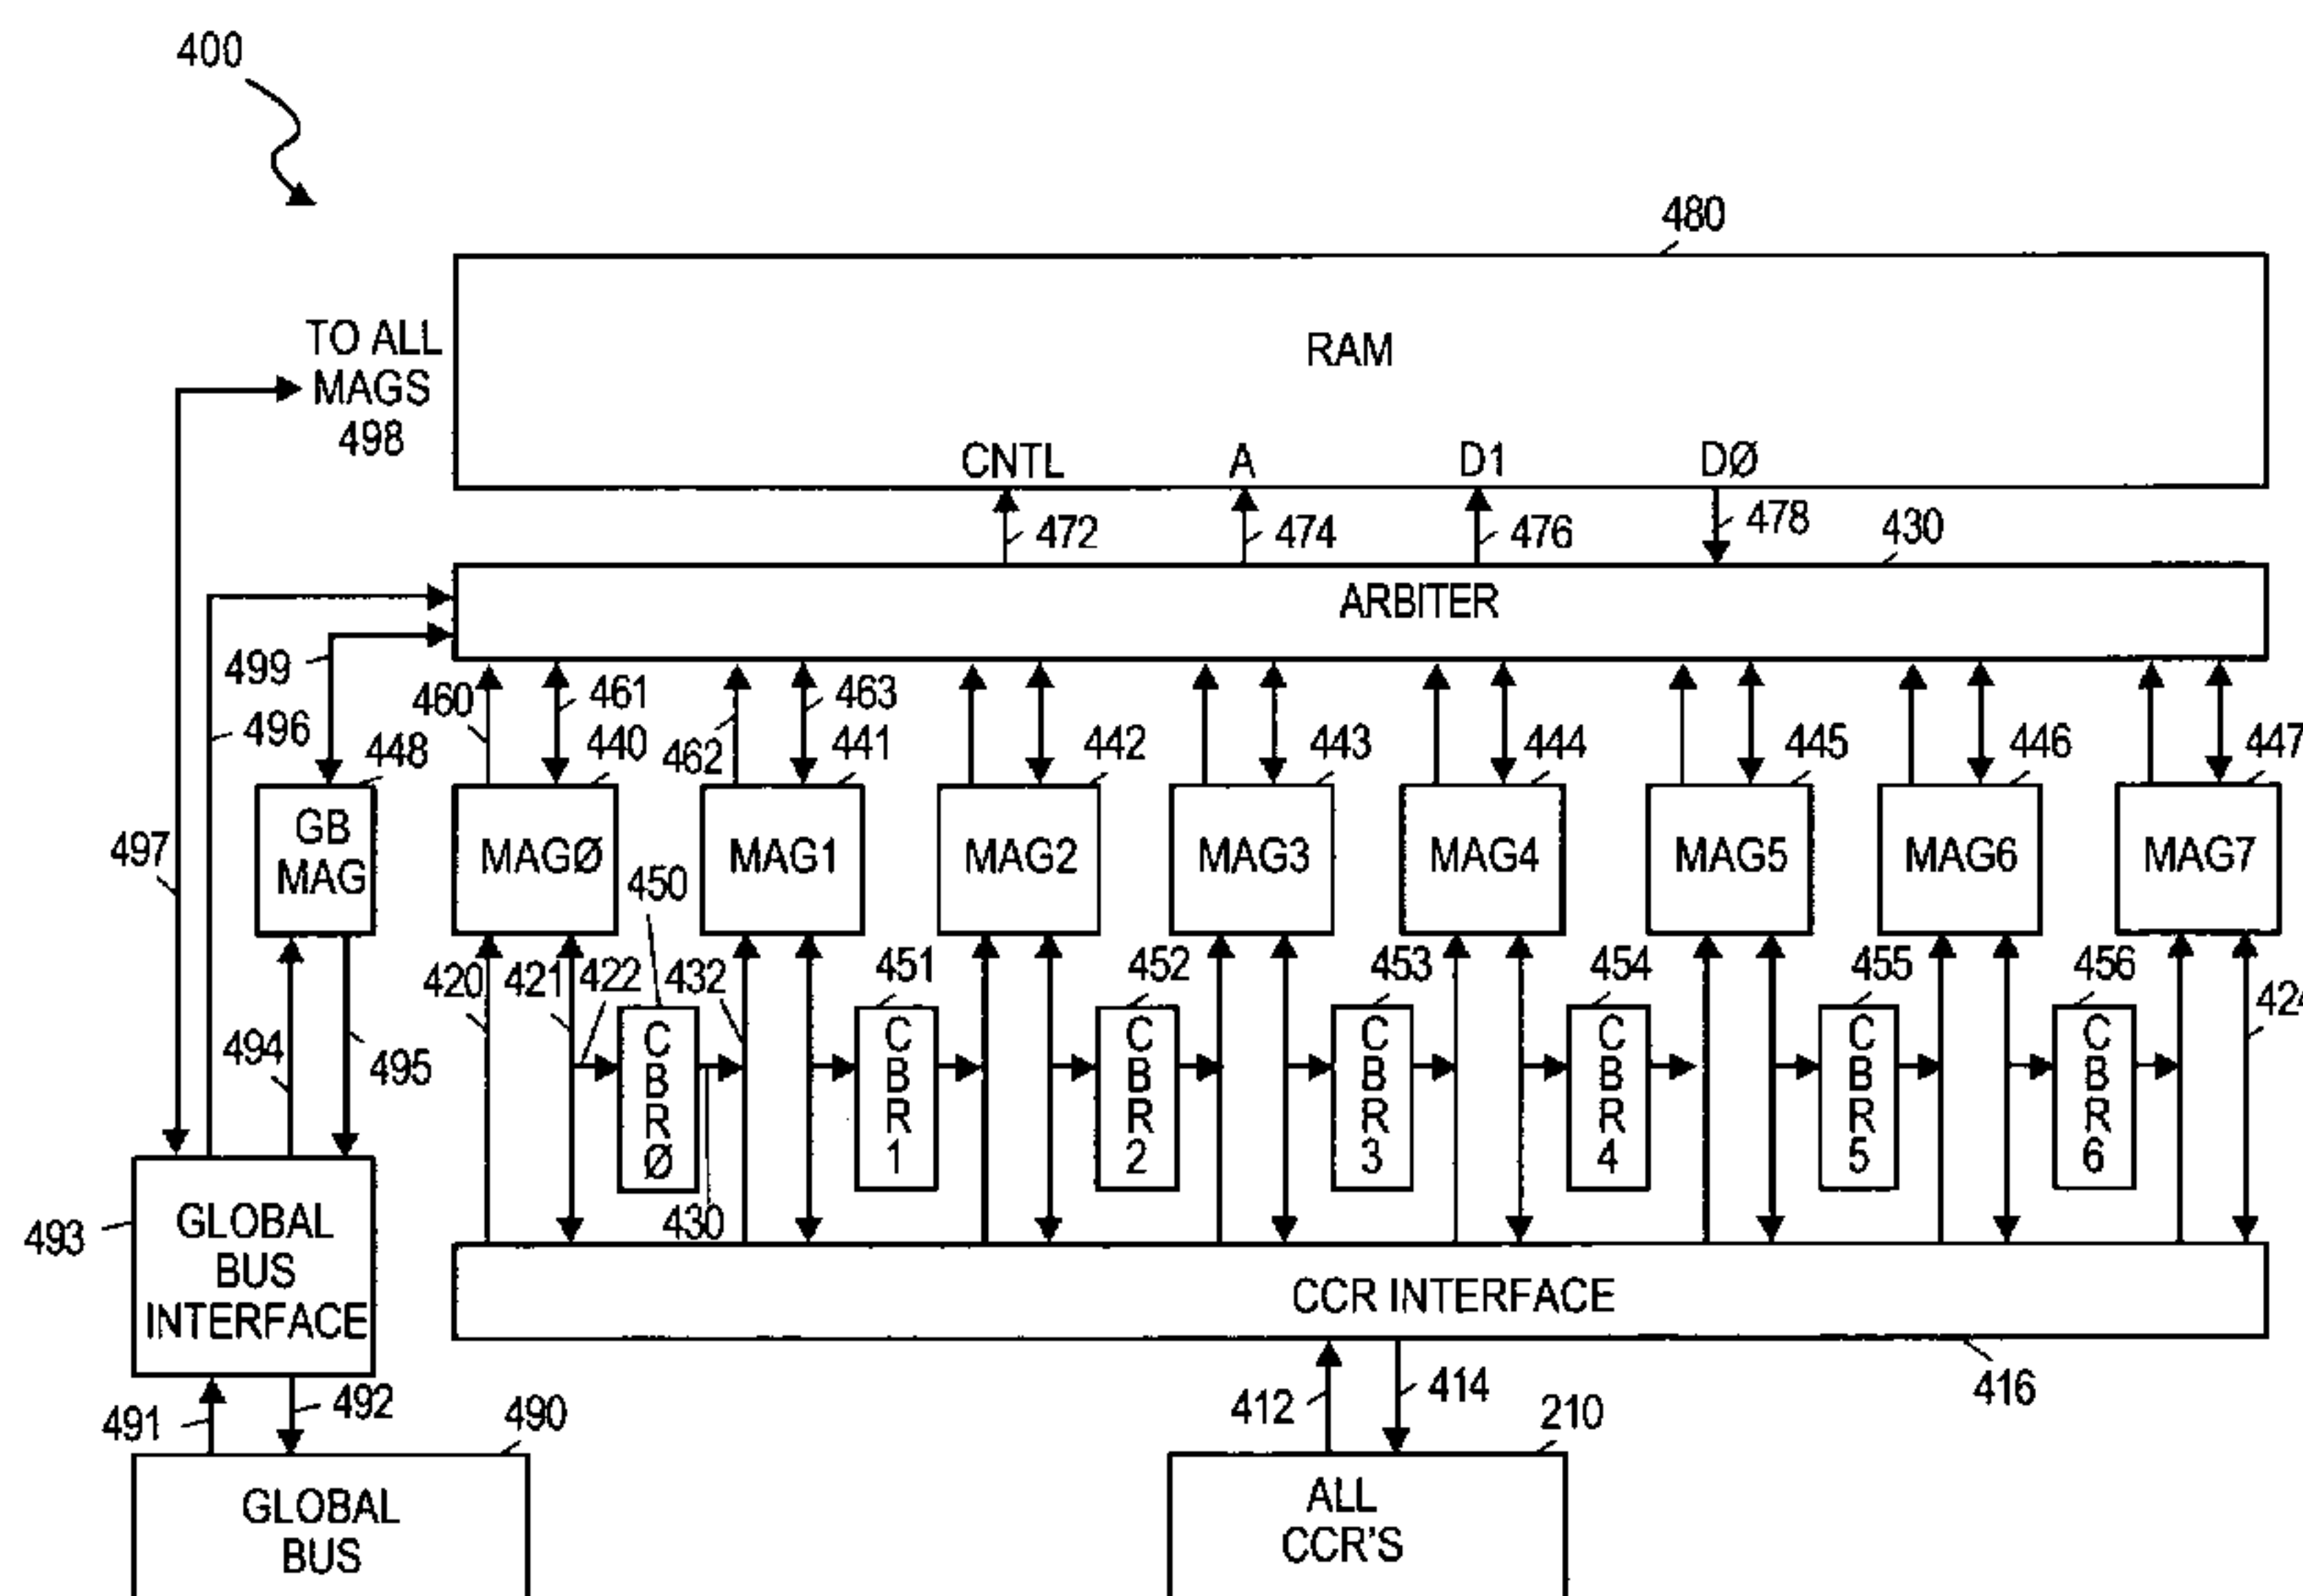 400
480
TO ALL
MAGS
498
RAM
CNTL A D1 DØ
472 474 476 478 430
ARBITER
499
496
460 461 462 463
448 440 441 442 443 444 445 446 447
GB
MAG
MAGØ MAG1 MAG2 MAG3 MAG4 MAG5 MAG6 MAG7
497
450
420 421 422 432 451 452 453 454 455 456
494 495
CBRØ
CBR1
CBR2
CBR3
CBR4
CBR5
CBR6
430
493
GLOBAL
BUS
INTERFACE
CCR INTERFACE
416
491 492 490
412 414 210
GLOBAL
BUS
ALL
CCR'S